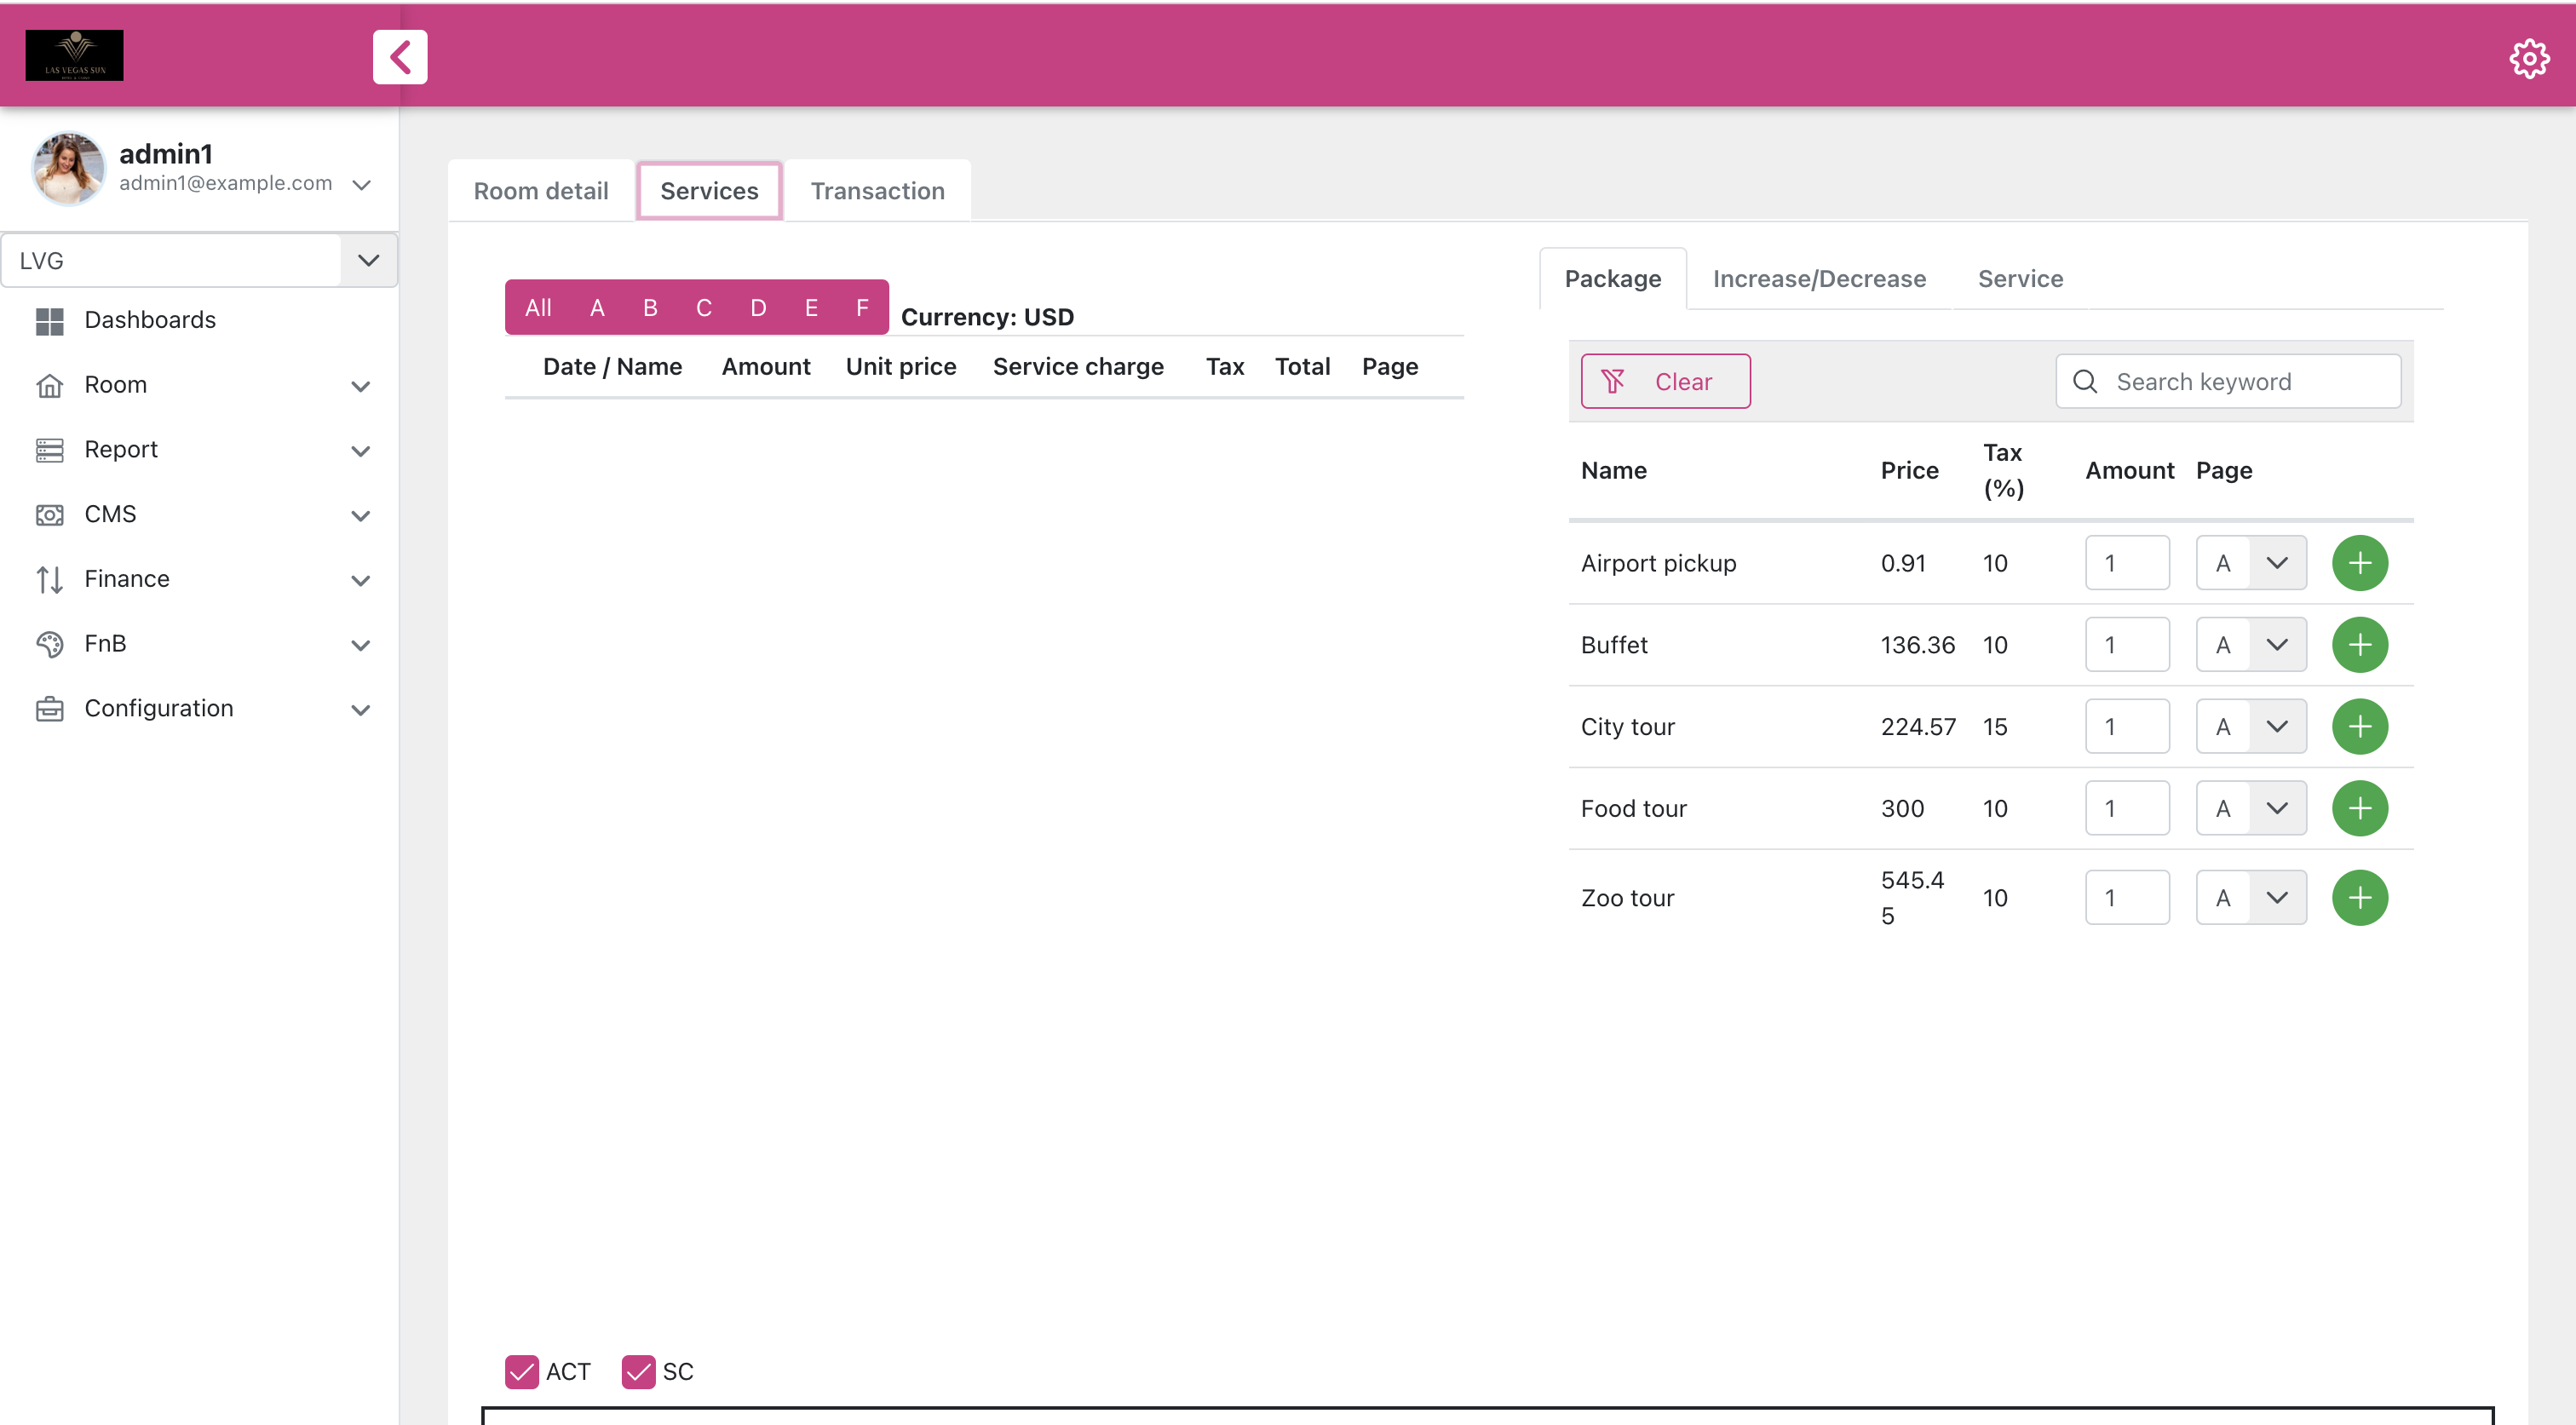 LAS VEGAS SUN
admin1
admin1@example.com
LVG
Dashboards
Room
Report
CMS
Finance
FnB
Configuration
Room detail Services Transaction
All A B C D E F Currency: USD
Date / Name Amount Unit price Service charge Tax Total Page
ACT SC
Package Increase/Decrease Service
Clear Search keyword
Name Price Tax (%) Amount Page
Airport pickup 0.91 10 1 A
Buffet 136.36 10 1 A
City tour 224.57 15 1 A
Food tour 300 10 1 A
Zoo tour 545.4
5 10 1 A